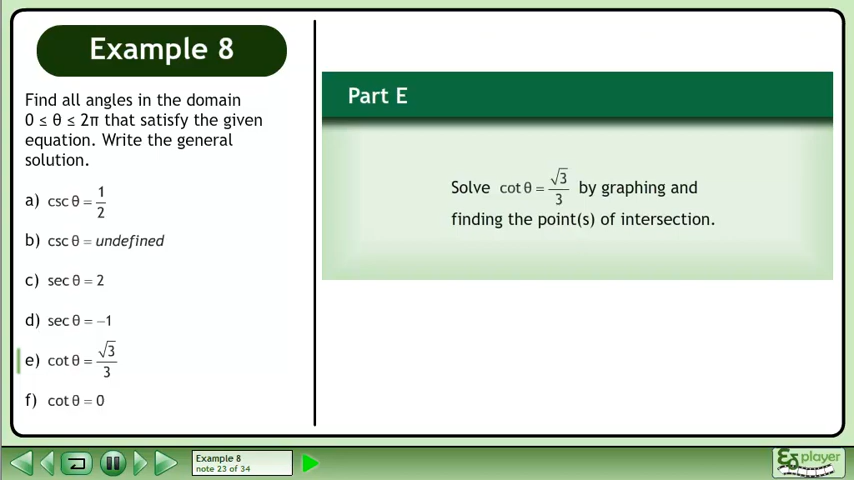 Example 8
Find all angles in the domain
0 ≤ θ ≤ 2π that satisfy the given
equation. Write the general
solution.
a) csc θ = 1/2
b) csc θ = undefined
c) sec θ = 2
d) sec θ = –1
e) cot θ = √3/3
f) cot θ = 0
Part E
Solve cot θ = √3/3 by graphing and
finding the point(s) of intersection.
Example 8
note 23 of 34
player